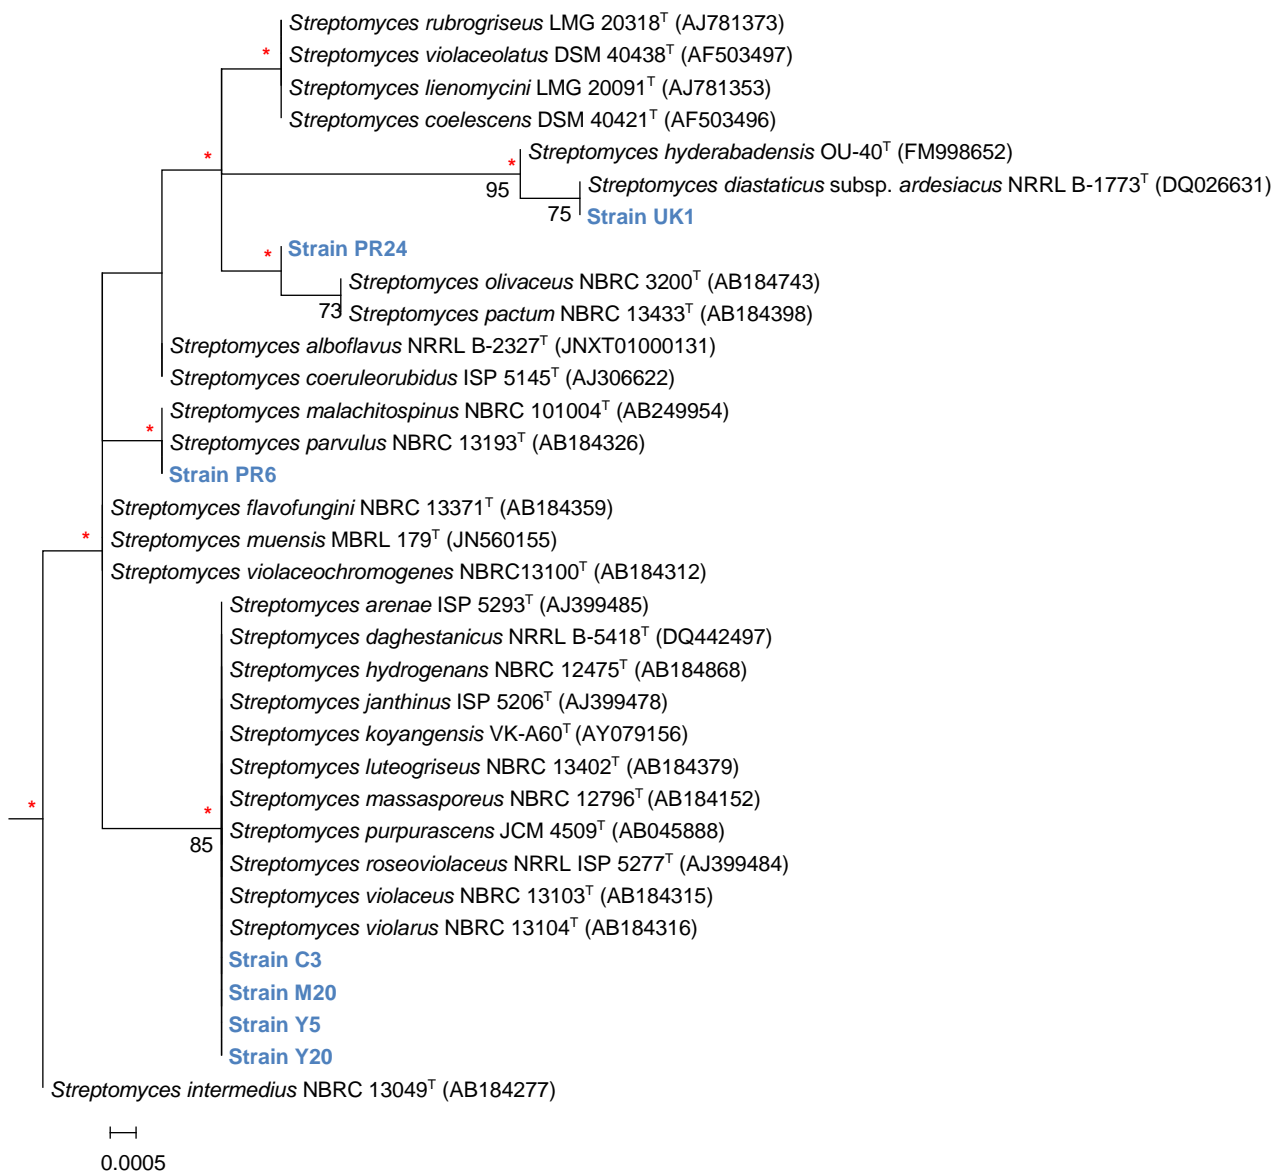 Streptomyces rubrogriseus LMG 20318T (AJ781373)
* Streptomyces violaceolatus DSM 40438T (AF503497)
Streptomyces lienomycini LMG 20091T (AJ781353)
Streptomyces coelescens DSM 40421T (AF503496)
* * Streptomyces hyderabadensis OU-40T (FM998652)
95 Streptomyces diastaticus subsp. ardesiacus NRRL B-1773T (DQ026631)
75 Strain UK1
* Strain PR24
Streptomyces olivaceus NBRC 3200T (AB184743)
73 Streptomyces pactum NBRC 13433T (AB184398)
Streptomyces alboflavus NRRL B-2327T (JNXT01000131)
Streptomyces coeruleorubidus ISP 5145T (AJ306622)
Streptomyces malachitospinus NBRC 101004T (AB249954)
* Streptomyces parvulus NBRC 13193T (AB184326)
Strain PR6
Streptomyces flavofungini NBRC 13371T (AB184359)
* Streptomyces muensis MBRL 179T (JN560155)
Streptomyces violaceochromogenes NBRC13100T (AB184312)
Streptomyces arenae ISP 5293T (AJ399485)
Streptomyces daghestanicus NRRL B-5418T (DQ442497)
Streptomyces hydrogenans NBRC 12475T (AB184868)
Streptomyces janthinus ISP 5206T (AJ399478)
Streptomyces koyangensis VK-A60T (AY079156)
Streptomyces luteogriseus NBRC 13402T (AB184379)
* * Streptomyces massasporeus NBRC 12796T (AB184152)
Streptomyces purpurascens JCM 4509T (AB045888)
85 Streptomyces roseoviolaceus NRRL ISP 5277T (AJ399484)
Streptomyces violaceus NBRC 13103T (AB184315)
Streptomyces violarus NBRC 13104T (AB184316)
Strain C3
Strain M20
Strain Y5
Strain Y20
Streptomyces intermedius NBRC 13049T (AB184277)
0.0005